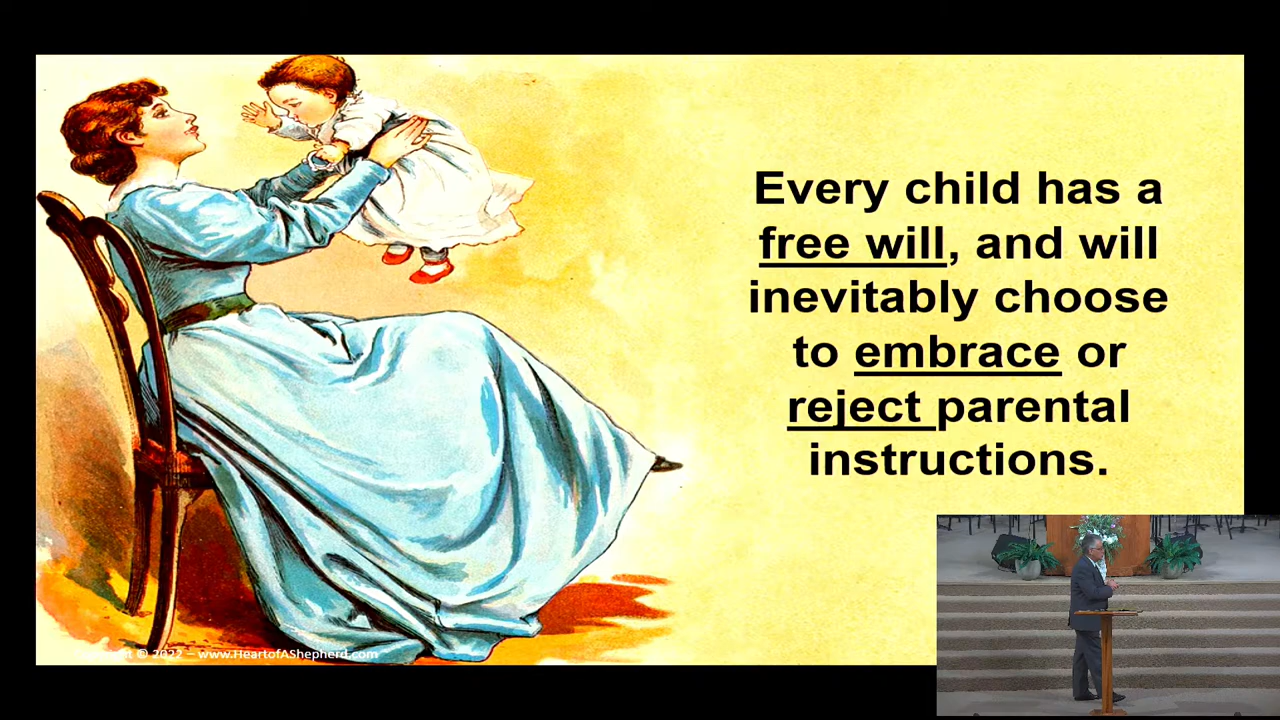 Every child has a
free will, and will
inevitably choose
to embrace or
reject parental
instructions.
© 2022 – www.HeartofAShepherd.com